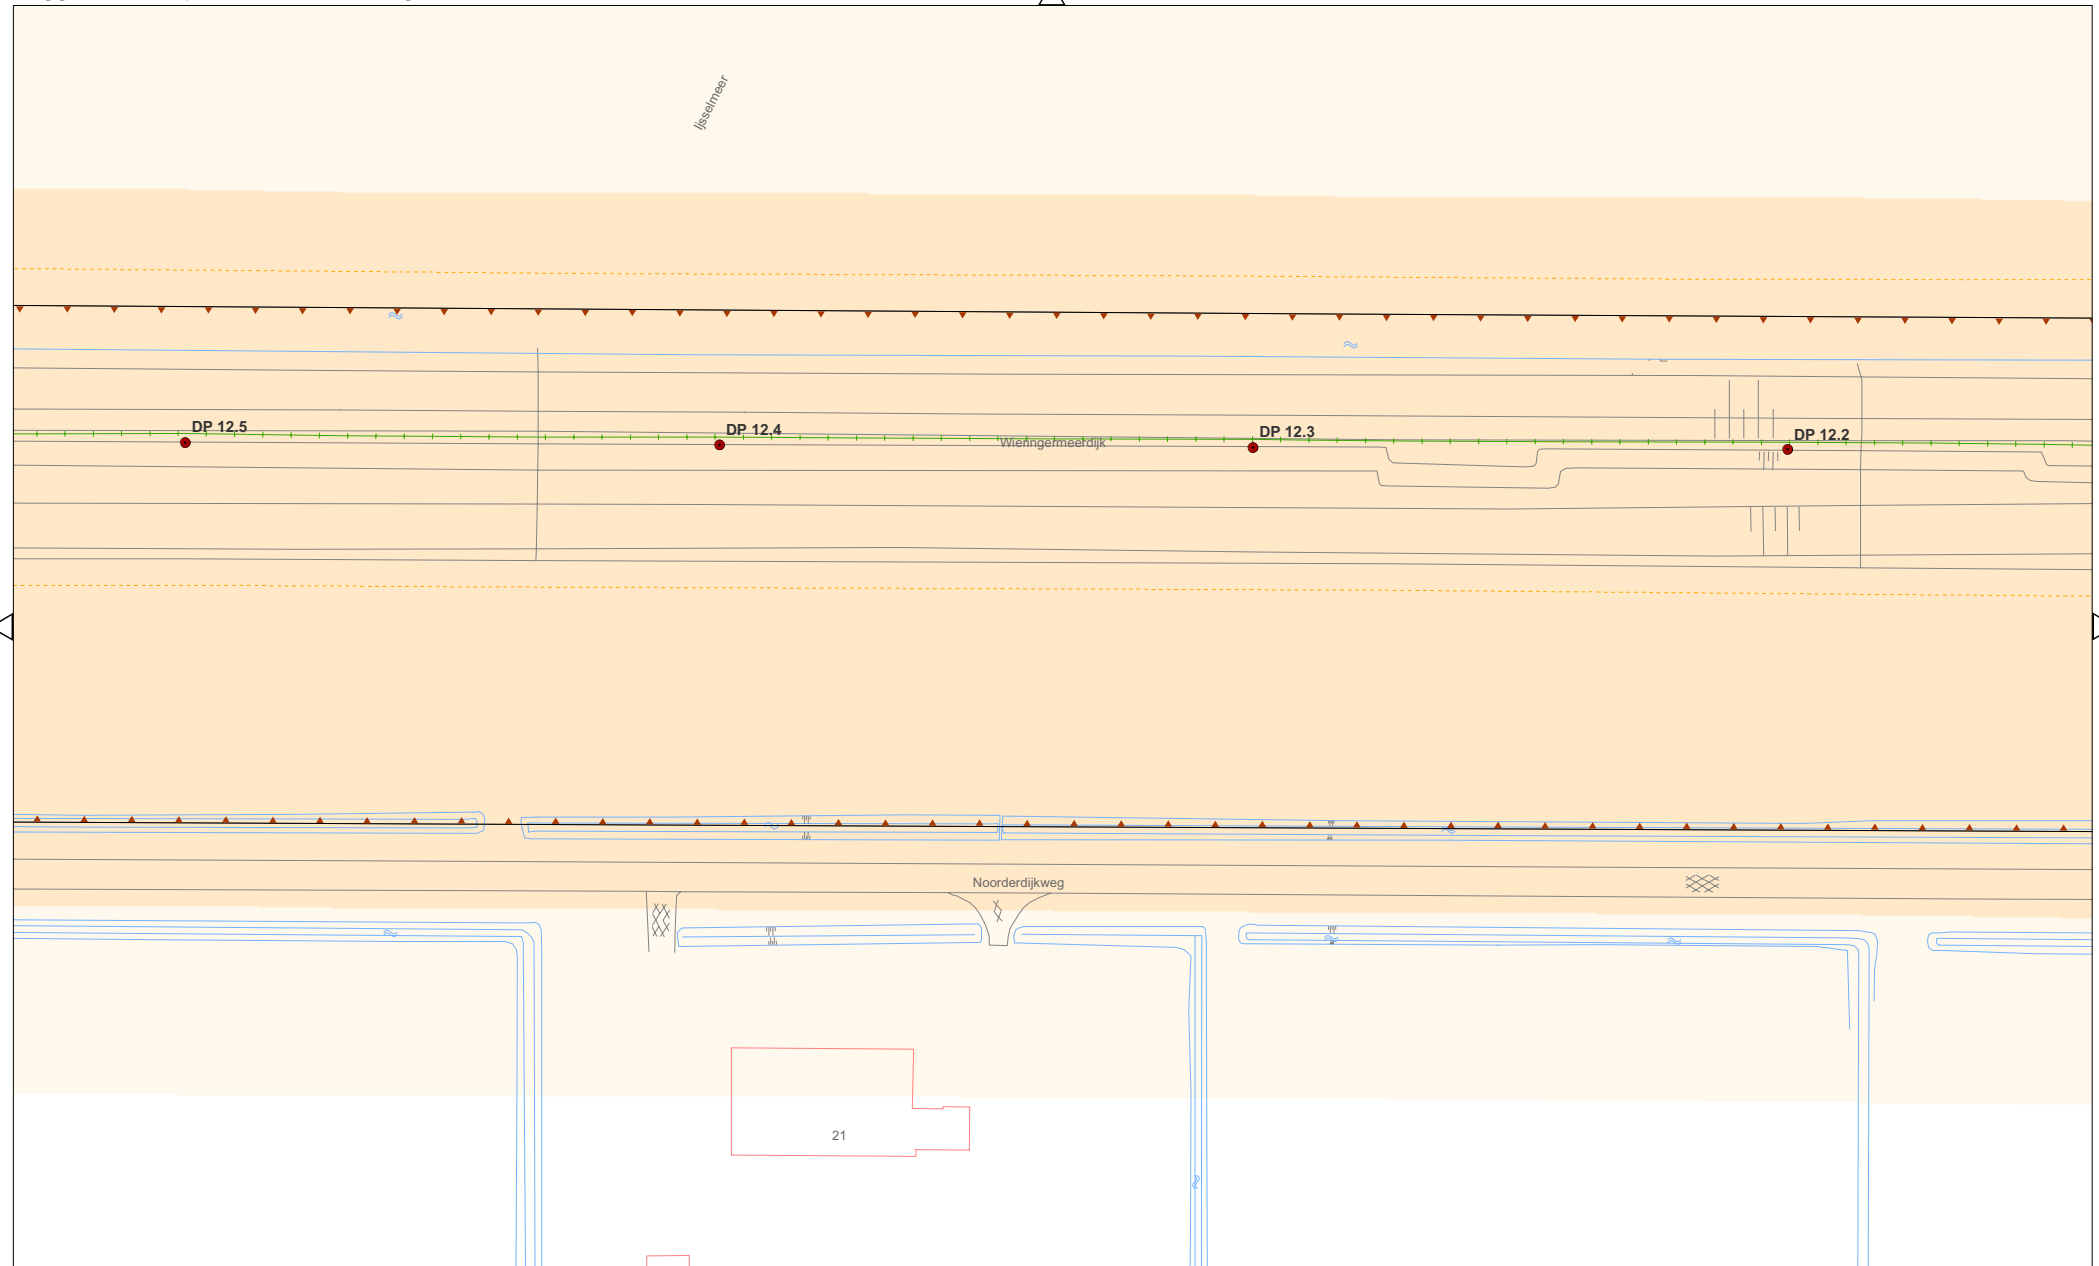 Ijsselmeer
DP 12.5
DP 12.4
Wieringermeerdijk
DP 12.3
DP 12.2
Noorderdijkweg
21